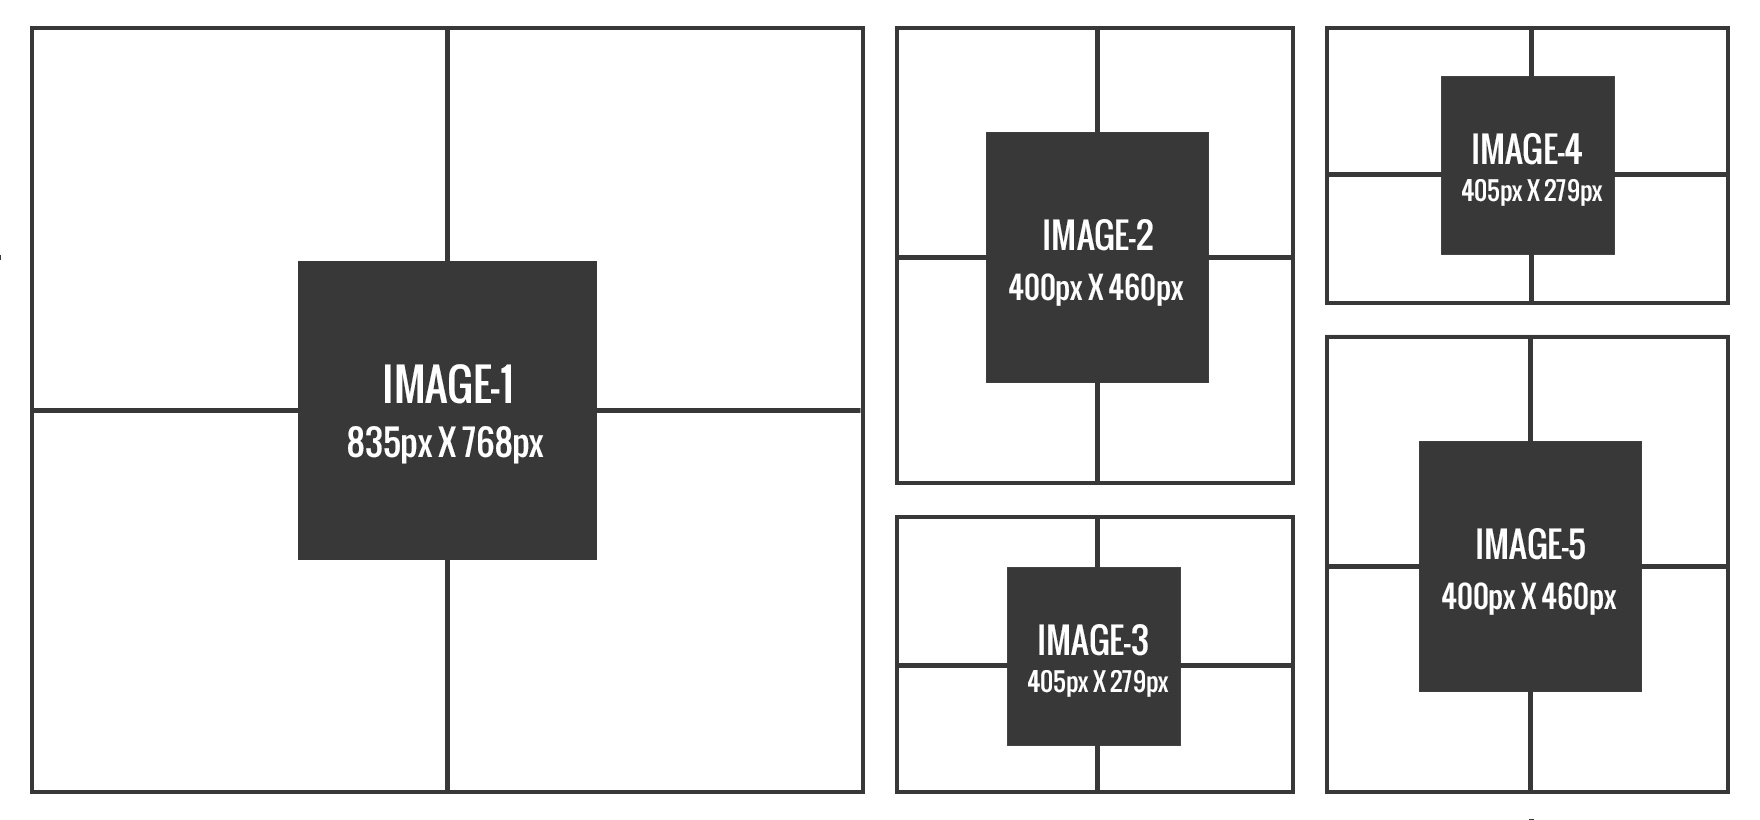 IMAGE-1
835px X 768px
IMAGE-2
400px X 460px
IMAGE-3
405px X 279px
IMAGE-4
405px X 279px
IMAGE-5
400px X 460px